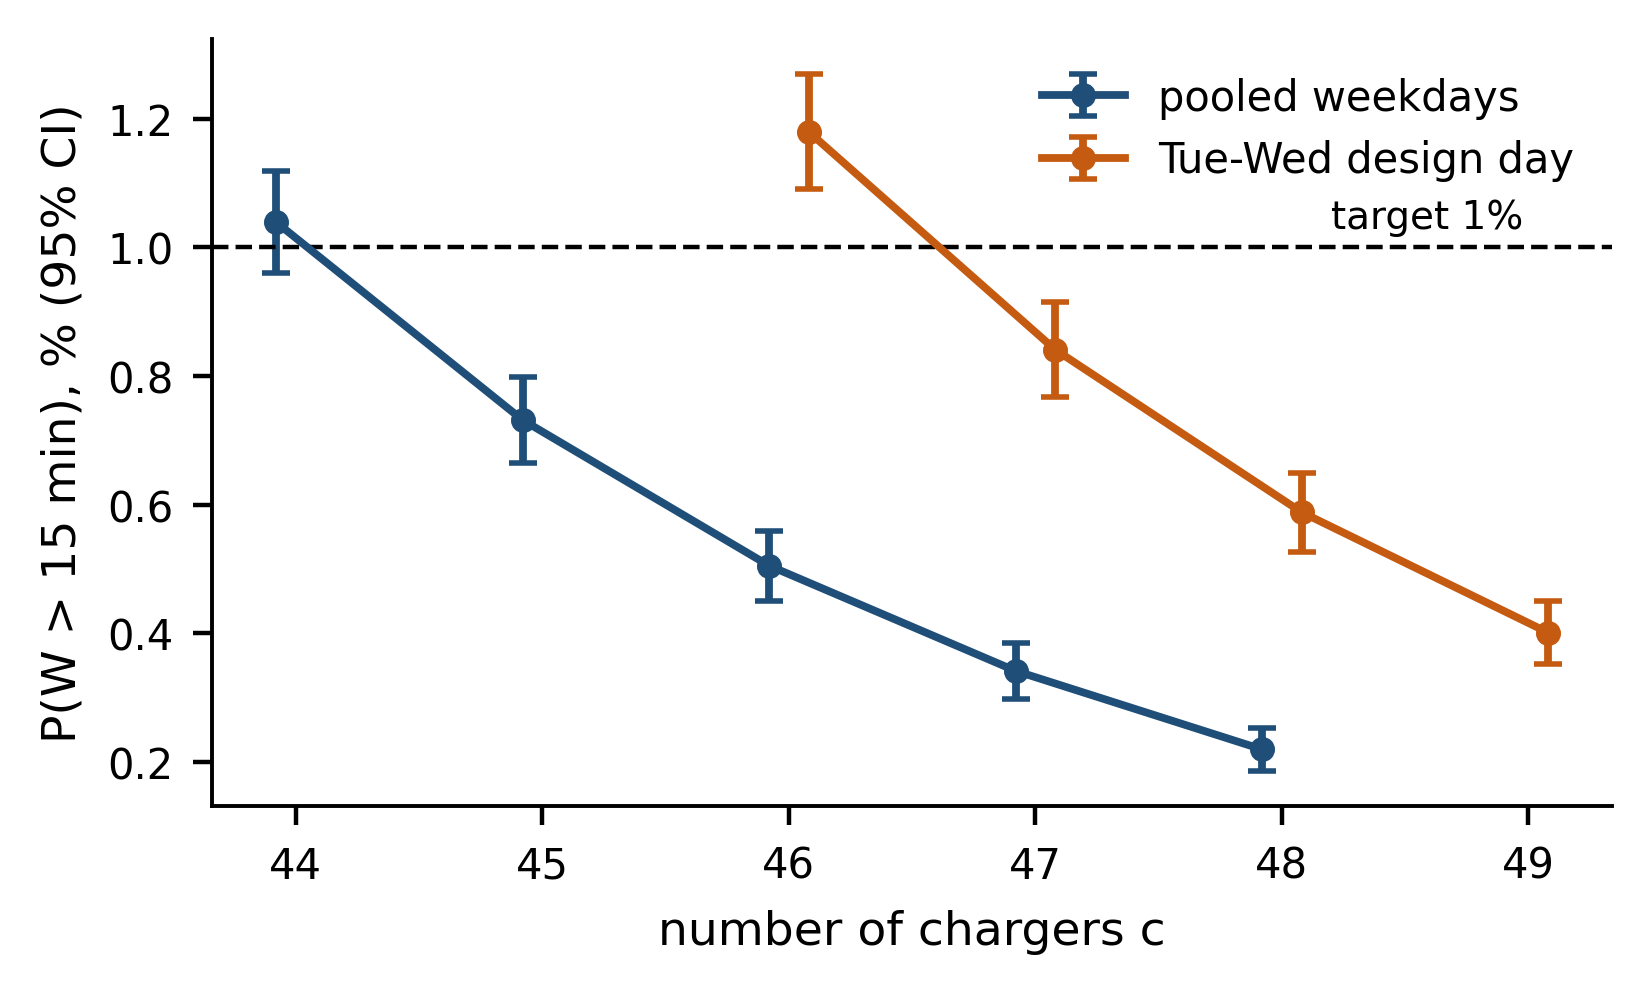 pooled weekdays
Tue-Wed design day
target 1%
P(W > 15 min), % (95% CI)
1.2
1.0
0.8
0.6
0.4
0.2
44 45 46 47 48 49
number of chargers c